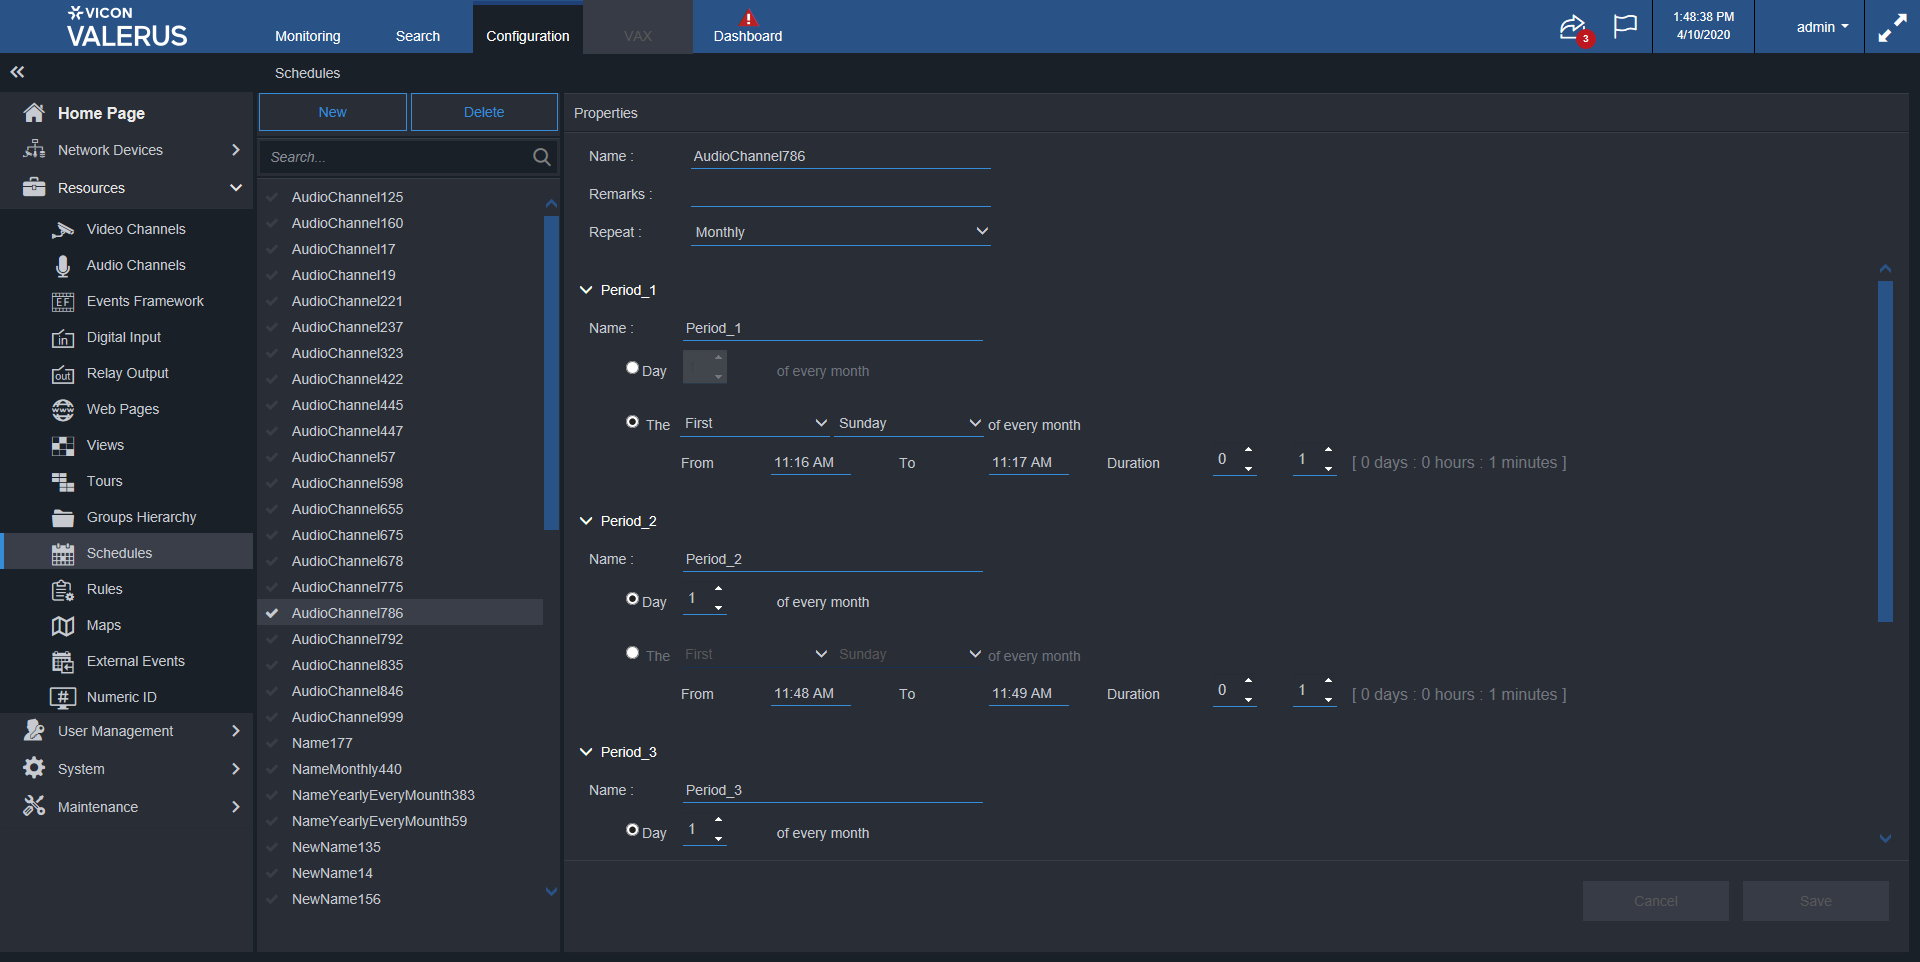 VICON
VALERUS
Monitoring
Search
Configuration
VAX
Dashboard
3
1:48:38 PM
4/10/2020
admin
Schedules
Home Page
Network Devices
Resources
Video Channels
Audio Channels
EF
Events Framework
in
Digital Input
out
Relay Output
www
Web Pages
Views
Tours
Groups Hierarchy
Schedules
Rules
Maps
External Events
#
Numeric ID
User Management
System
Maintenance
New
Delete
Search...
AudioChannel125
AudioChannel160
AudioChannel17
AudioChannel19
AudioChannel221
AudioChannel237
AudioChannel323
AudioChannel422
AudioChannel445
AudioChannel447
AudioChannel57
AudioChannel598
AudioChannel655
AudioChannel675
AudioChannel678
AudioChannel775
AudioChannel786
AudioChannel792
AudioChannel835
AudioChannel846
AudioChannel999
Name177
NameMonthly440
NameYearlyEveryMounth383
NameYearlyEveryMounth59
NewName135
NewName14
NewName156
Properties
Name : AudioChannel786
Remarks :
Repeat : Monthly
Period_1
Name : Period_1
Day of every month
The First Sunday of every month
From 11:16 AM To 11:17 AM Duration 0 1 [ 0 days : 0 hours : 1 minutes ]
Period_2
Name : Period_2
Day 1 of every month
The First Sunday of every month
From 11:48 AM To 11:49 AM Duration 0 1 [ 0 days : 0 hours : 1 minutes ]
Period_3
Name : Period_3
Day 1 of every month
Cancel
Save